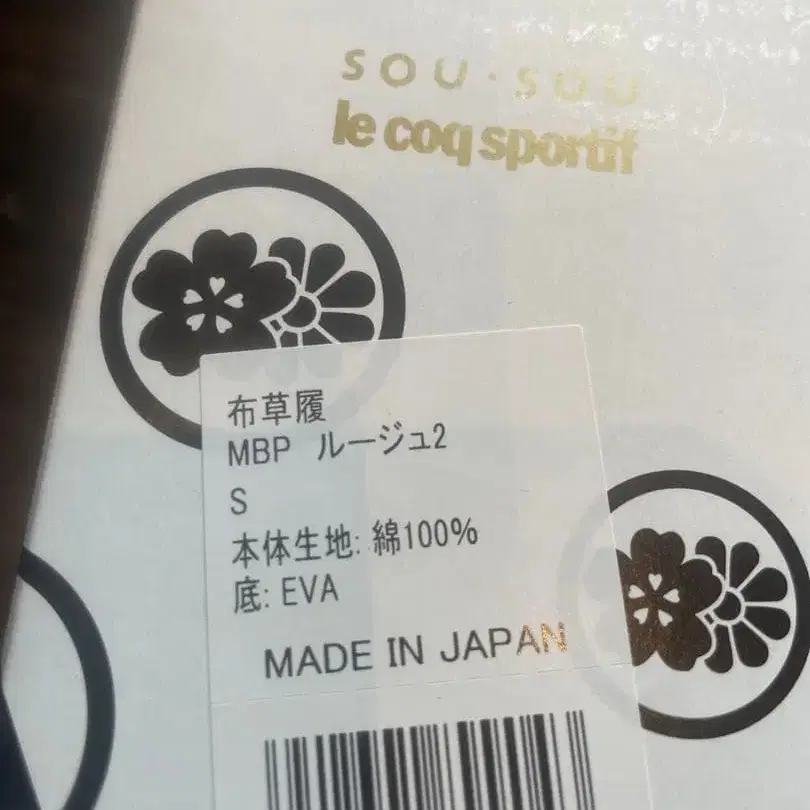 SOU・SOU
le coq sportif
布草履
MBP ルージュ2
S
本体生地: 綿100%
底: EVA
MADE IN JAPAN